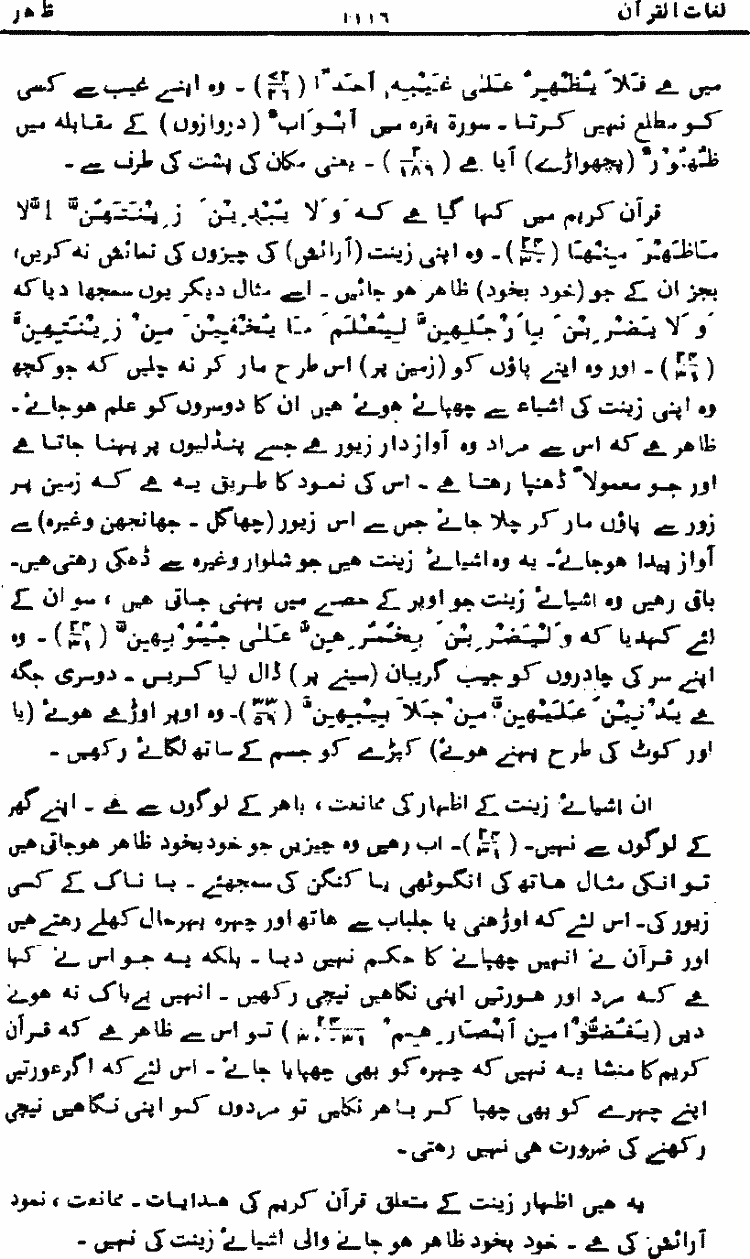 لغات القرآن ۱۱۱٦ ظ ھ ر
میں ہے فَلَا یُظْھِرُ عَلٰی غَیْبِہٖ اَحَدًا (۷۲/۲٦) ۔ وہ اپنے غیب سے کسی
کو مطلع نہیں کرتا ۔ سورۃ بقرہ میں اَبْوَاب (دروازوں) کے مقابلہ میں
ظُہُوْر (پچھواڑے) آیا ہے (۲/۱۸۹) ۔ یعنی مکان کی پشت کی طرف سے ۔
قرآن کریم میں کہا گیا ہے کہ وَلَا یُبْدِیْنَ زِیْنَتَھُنَّ اِلَّا
مَاظَھَرَ مِنْھَا (۲۴/۳۰) ۔ وہ اپنی زینت (آرائش) کی چیزوں کی نمائش نہ کریں،
بجز ان کے جو (خود بخود) ظاہر ہو جائیں ۔ اسے مثال دیکر یوں سمجھا دیا کہ
وَلَا یَضْرِبْنَ بِاَرْجُلِھِنَّ لِیُعْلَمَ مَا یُخْفِیْنَ مِنْ زِیْنَتِھِنَّ
(۲۴/۳۱) ۔ اور وہ اپنے پاؤں کو (زمین پر) اس طرح مار کر نہ چلیں کہ جو کچھ
وہ اپنی زینت کی اشیاء سے چھپائے ہوئے ہیں ان کا دوسروں کو علم ہو جائے ۔
ظاہر ہے کہ اس سے مراد وہ آواز دار زیور ہے جسے پنڈلیوں پر پہنا جاتا ہے
اور جو معمولاً ڈھنپا رہتا ہے ۔ اس کی نمود کا طریق یہ ہے کہ زمین پر
زور سے پاؤں مار کر چلا جائے جس سے اس زیور (چھاگل ۔ جھانجھن وغیرہ) سے
آواز پیدا ہو جائے ۔ یہ وہ اشیائے زینت ہیں جو شلوار وغیرہ سے ڈھکی رہتی ہیں ۔
باقی رہیں وہ اشیائے زینت جو اوپر کے حصے میں پہنی جاتی ہیں ، سو ان کے
لئے کہدیا کہ وَلْیَضْرِبْنَ بِخُمُرِھِنَّ عَلٰی جُیُوْبِھِنَّ (۲۴/۳۱) ۔ وہ
اپنے سر کی چادروں کو جیب گریبان (سینے پر) ڈال لیا کریں ۔ دوسری جگہ
ہے یُدْنِیْنَ عَلَیْھِنَّ مِنْ جَلَابِیْبِھِنَّ (۳۳/۵۹) ۔ وہ اوپر اوڑھے ہوئے (یا
اور کوٹ کی طرح پہنے ہوئے) کپڑے کو جسم کے ساتھ لگائے رکھیں ۔
ان اشیائے زینت کے اظہار کی ممانعت ، باہر کے لوگوں سے ہے ۔ اپنے گھر
کے لوگوں سے نہیں ۔ (۲۴/۳۱) ۔ اب رہیں وہ چیزیں جو خود بخود ظاہر ہو جاتی ہیں
تو انکی مثال ہاتھ کی انگوٹھی یا کنگن کی سمجھئے ۔ یا ناک کے کسی
زیور کی ۔ اس لئے کہ اوڑھنی یا جلباب سے ہاتھ اور چہرہ بہرحال کھلے رہتے ہیں
اور قرآن نے انہیں چھپانے کا حکم نہیں دیا ۔ بلکہ یہ جو اس نے کہا
ہے کہ مرد اور عورتیں اپنی نگاہیں نیچی رکھیں ۔ انہیں بےباک نہ ہونے
دیں (یَغُضُّوْا مِنْ اَبْصَارِھِمْ ۲۴/۳۰-۳۱) تو اس سے ظاہر ہے کہ قرآن
کریم کا منشا یہ نہیں کہ چہرہ کو بھی چھپایا جائے ۔ اس لئے کہ اگر عورتیں
اپنے چہرے کو بھی چھپا کر باہر نکلیں تو مردوں کو اپنی نگاہیں نیچی
رکھنے کی ضرورت ہی نہیں رہتی ۔
یہ ہیں اظہار زینت کے متعلق قرآن کریم کی ہدایات ۔ ممانعت ، نمود
آرائش کی ہے ۔ خود بخود ظاہر ہو جانے والی اشیائے زینت کی نہیں ۔